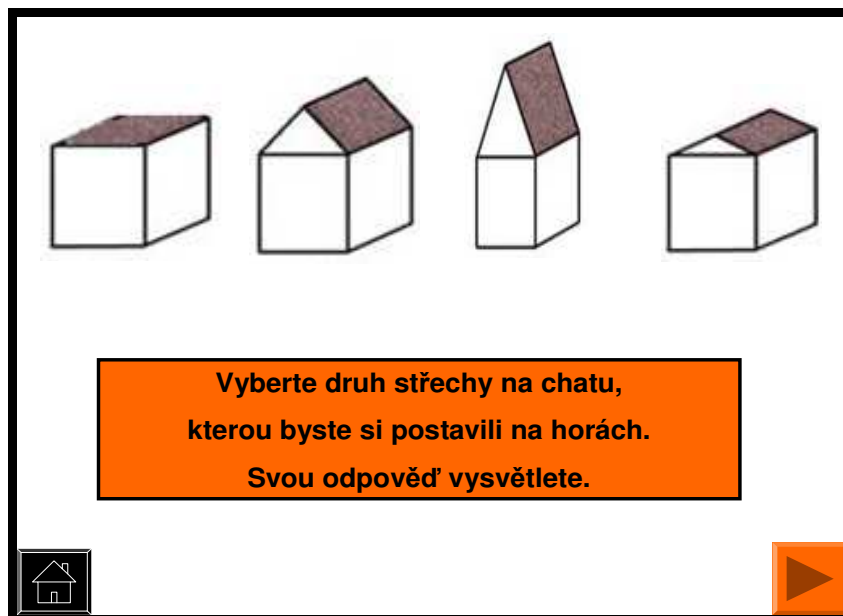 Vyberte druh střechy na chatu,
kterou byste si postavili na horách.
Svou odpověď vysvětlete.